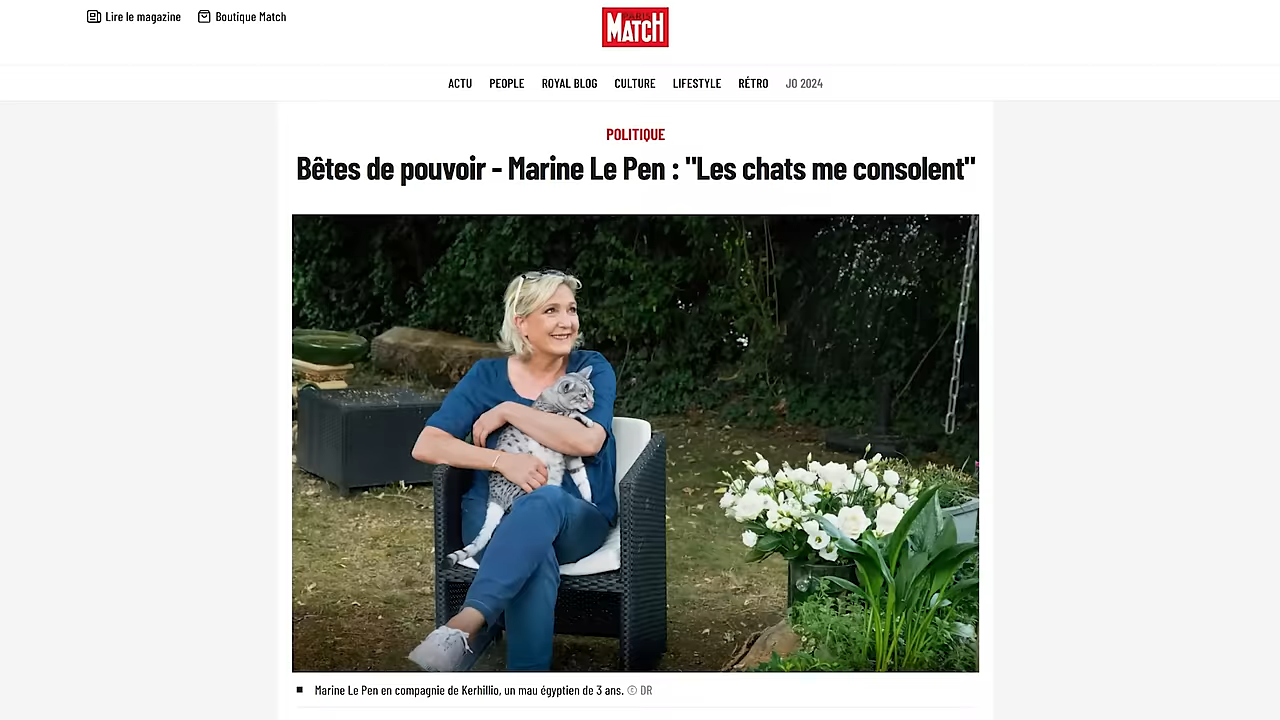 Lire le magazine
Boutique Match
PARIS
MATCH
ACTU PEOPLE ROYAL BLOG CULTURE LIFESTYLE RÉTRO JO 2024
POLITIQUE
Bêtes de pouvoir - Marine Le Pen : "Les chats me consolent"
Marine Le Pen en compagnie de Kerhillio, un mau égyptien de 3 ans. © DR